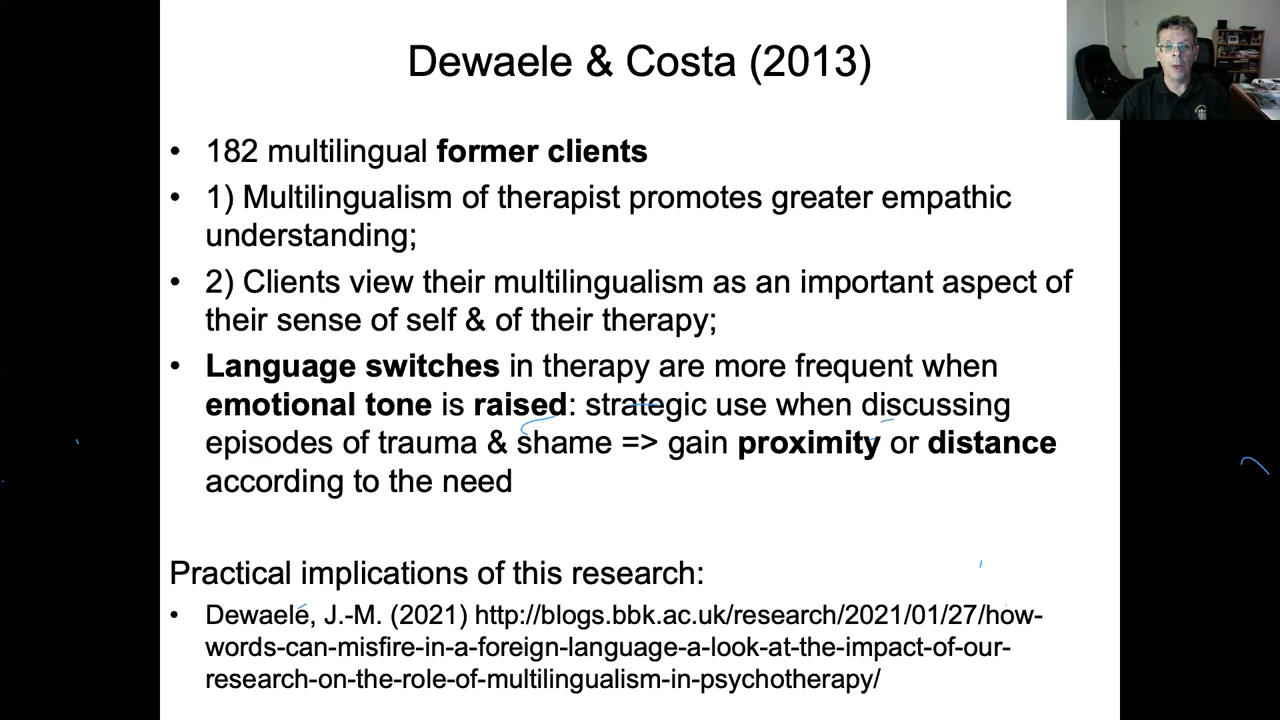 Dewaele & Costa (2013)
• 182 multilingual former clients
• 1) Multilingualism of therapist promotes greater empathic
understanding;
• 2) Clients view their multilingualism as an important aspect of
their sense of self & of their therapy;
• Language switches in therapy are more frequent when
emotional tone is raised: strategic use when discussing
episodes of trauma & shame => gain proximity or distance
according to the need
Practical implications of this research:
• Dewaele, J.-M. (2021) http://blogs.bbk.ac.uk/research/2021/01/27/how-
words-can-misfire-in-a-foreign-language-a-look-at-the-impact-of-our-
research-on-the-role-of-multilingualism-in-psychotherapy/